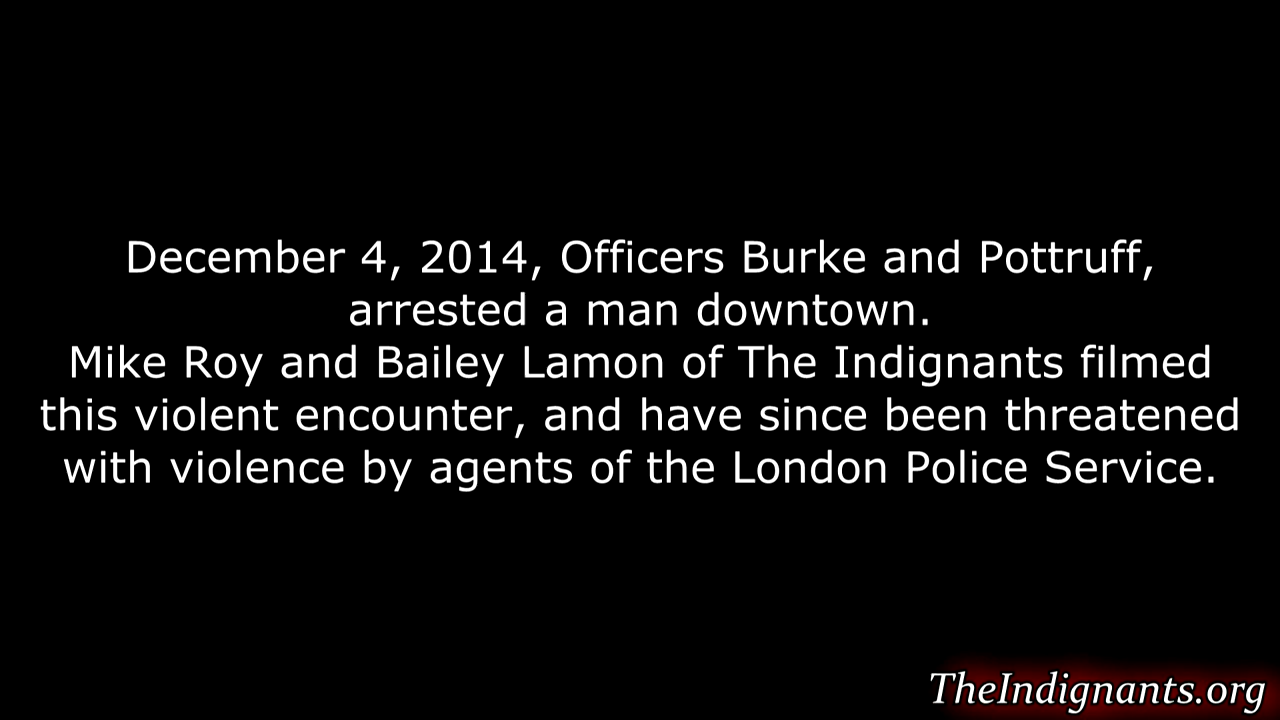 December 4, 2014, Officers Burke and Pottruff,
arrested a man downtown.
Mike Roy and Bailey Lamon of The Indignants filmed
this violent encounter, and have since been threatened
with violence by agents of the London Police Service.
TheIndignants.org